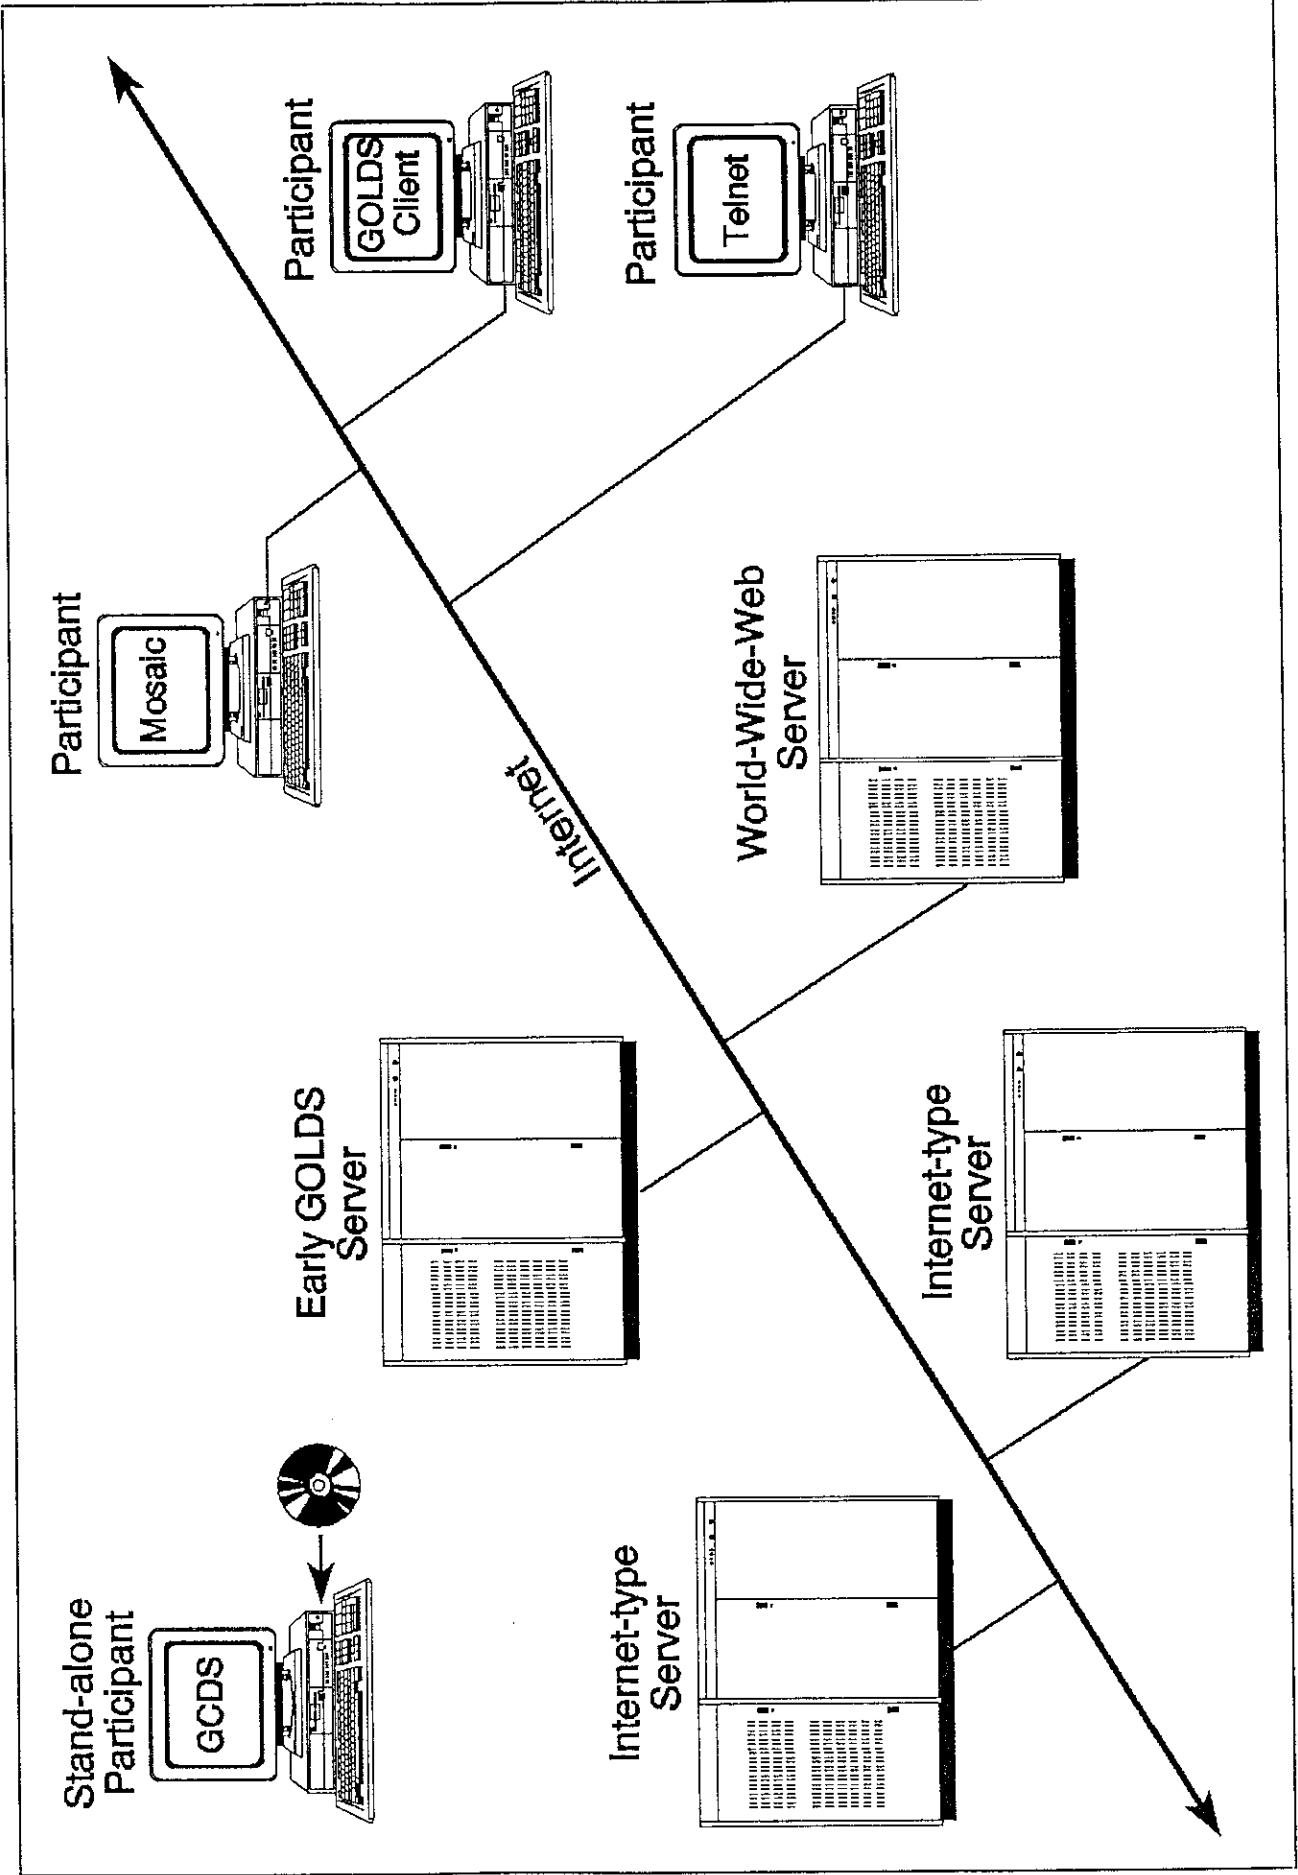 Stand-alone
Participant
GCDS
Participant
Mosaic
Early GOLDS
Server
Participant
GOLDS
Client
Internet
Internet-type
Server
Participant
Telnet
World-Wide-Web
Server
Internet-type
Server